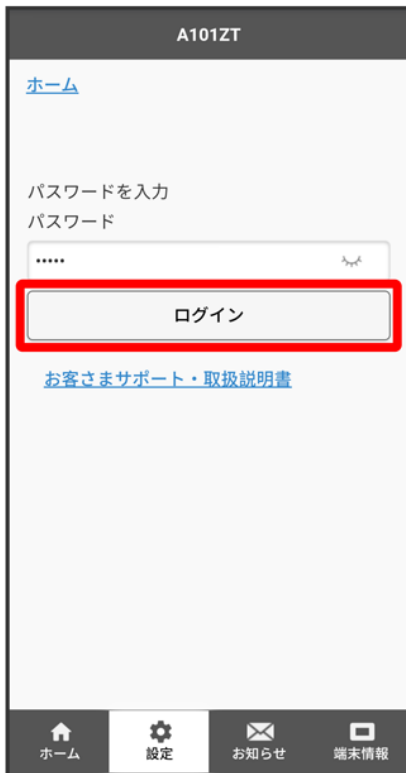 A101ZT
ホーム
パスワードを入力
パスワード
•••••
ログイン
お客さまサポート・取扱説明書
ホーム
設定
お知らせ
端末情報